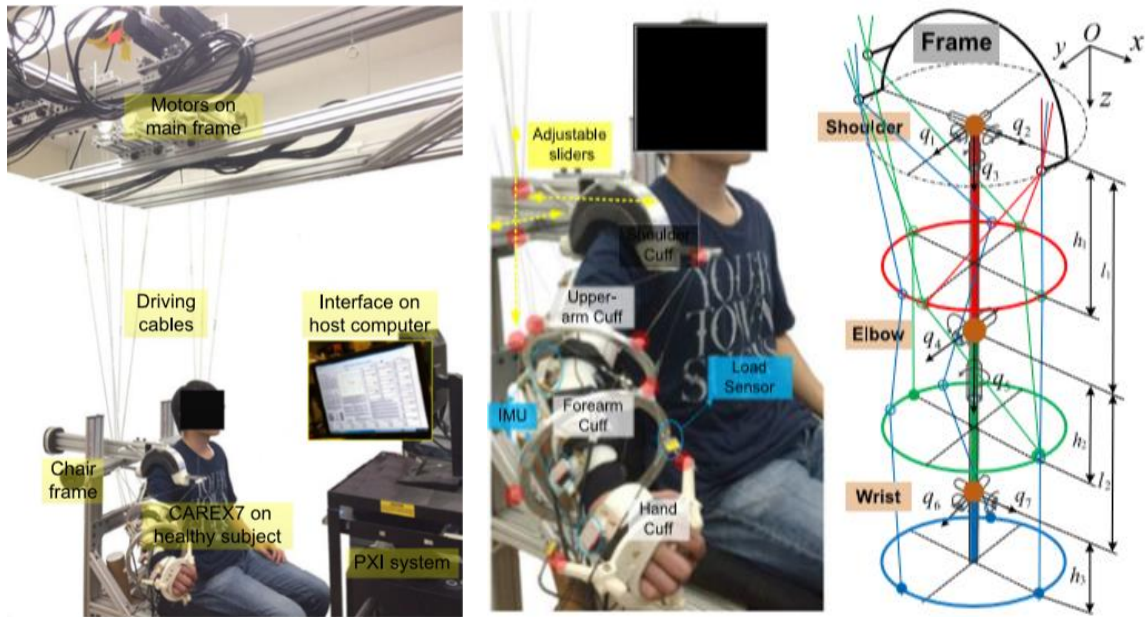 Motors on
main frame
Driving
cables
Interface on
host computer
Chair
frame
CAREX7 on
healthy subject
PXI system
Adjustable
sliders
Shoulder
Cuff
Upper-
arm Cuff
Load
Sensor
IMU
Forearm
Cuff
Hand
Cuff
YOUR
TOWN
Frame
O
x
y
z
Shoulder
q1
q2
q3
h1
l1
Elbow
q4
q5
h2
l2
Wrist
q6
q7
h3